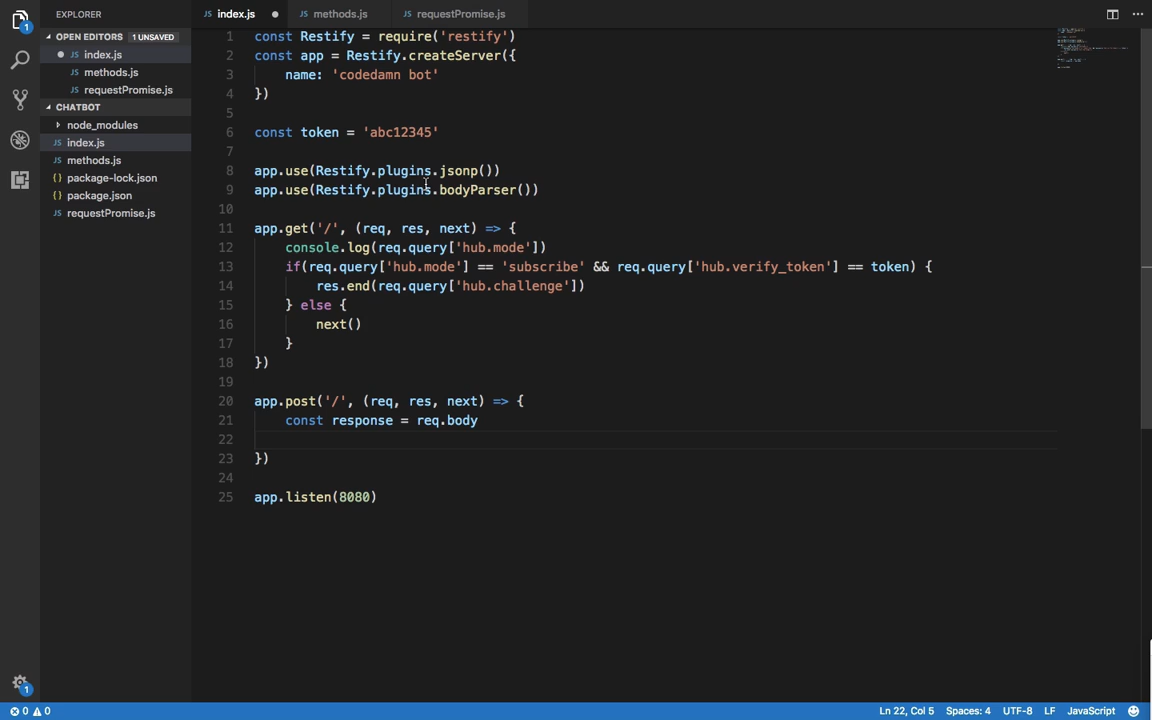 EXPLORER
OPEN EDITORS 1 UNSAVED
index.js
methods.js
requestPromise.js
CHATBOT
node_modules
index.js
methods.js
package-lock.json
package.json
requestPromise.js
JS index.js
JS methods.js
JS requestPromise.js
1 const Restify = require('restify')
2 const app = Restify.createServer({
3 name: 'codedamn bot'
4 })
5
6 const token = 'abc12345'
7
8 app.use(Restify.plugins.jsonp())
9 app.use(Restify.plugins.bodyParser())
10
11 app.get('/', (req, res, next) => {
12 console.log(req.query['hub.mode'])
13 if(req.query['hub.mode'] == 'subscribe' && req.query['hub.verify_token'] == token) {
14 res.end(req.query['hub.challenge'])
15 } else {
16 next()
17 }
18 })
19
20 app.post('/', (req, res, next) => {
21 const response = req.body
22
23 })
24
25 app.listen(8080)
0 0 Ln 22, Col 5 Spaces: 4 UTF-8 LF JavaScript